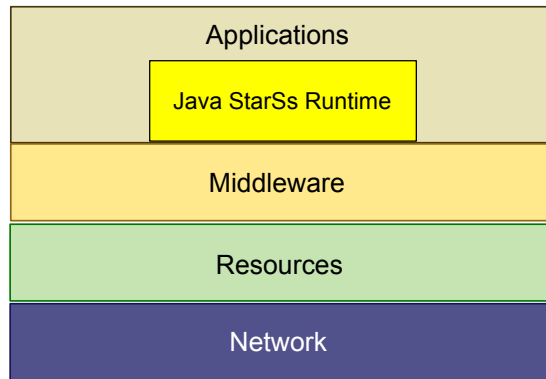 Applications
Java StarSs Runtime
Middleware
Resources
Network